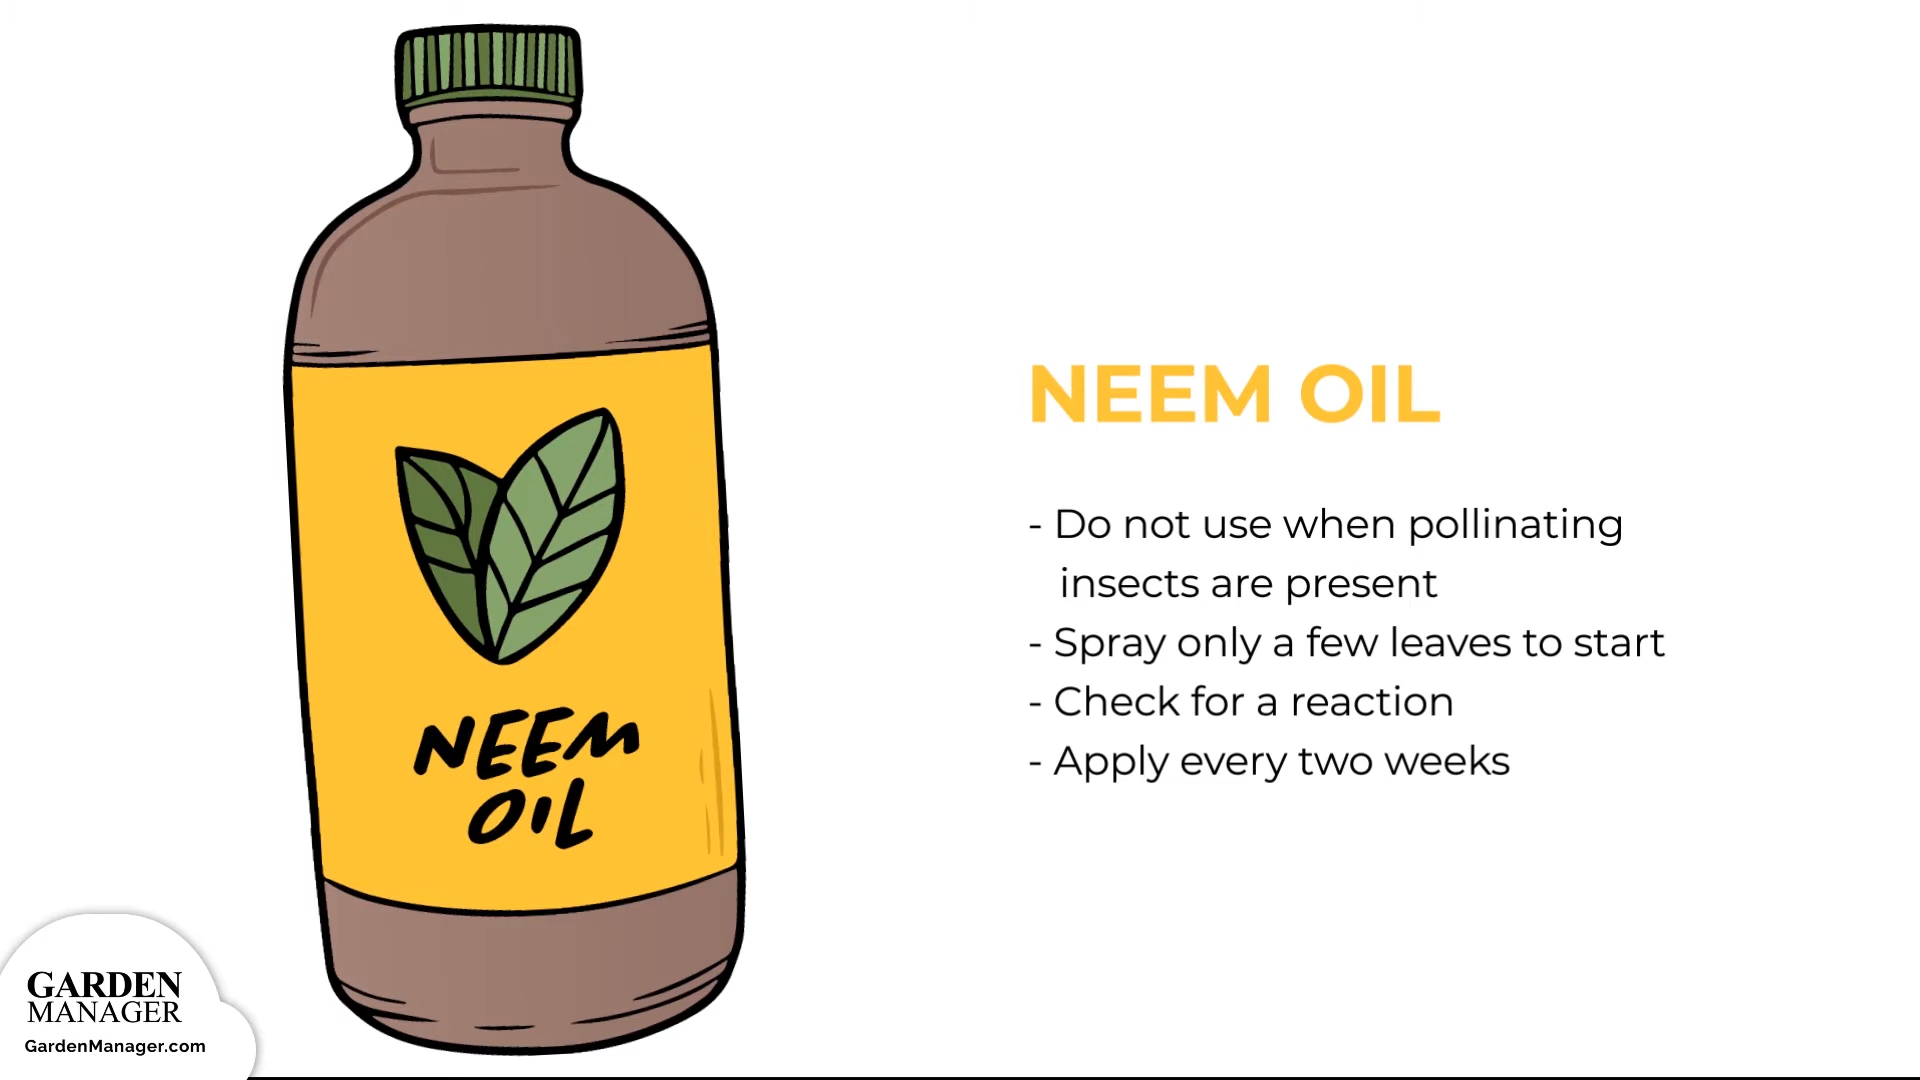 NEEM
OIL
NEEM OIL
- Do not use when pollinating
insects are present
- Spray only a few leaves to start
- Check for a reaction
- Apply every two weeks
GARDEN
MANAGER
GardenManager.com